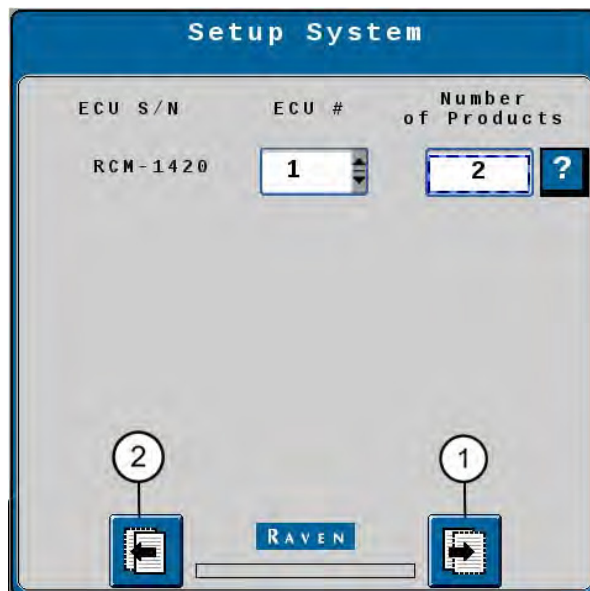 Setup System
ECU S/N
ECU #
Number
of Products
RCM-1420
1
2
?
2
1
RAVEN